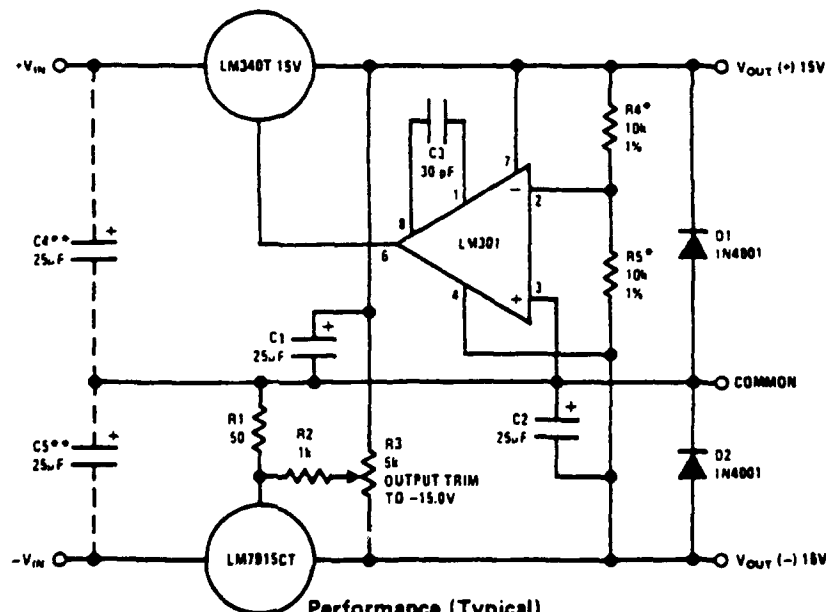 +VIN
LM340T 15V
VOUT (+) 15V
C3
30 pF
R4*
10k
1%
7
1
8
6
LM301
−
2
+
3
4
R5*
10k
1%
D1
1N4001
C4**
25µF
+
C1
25µF
+
COMMON
R1
50
R2
1k
R3
5k
OUTPUT TRIM
TO −15.0V
C2
25µF
+
C5**
25µF
+
D2
1N4001
−VIN
LM7915CT
VOUT (−) 15V
Performance (Typical)